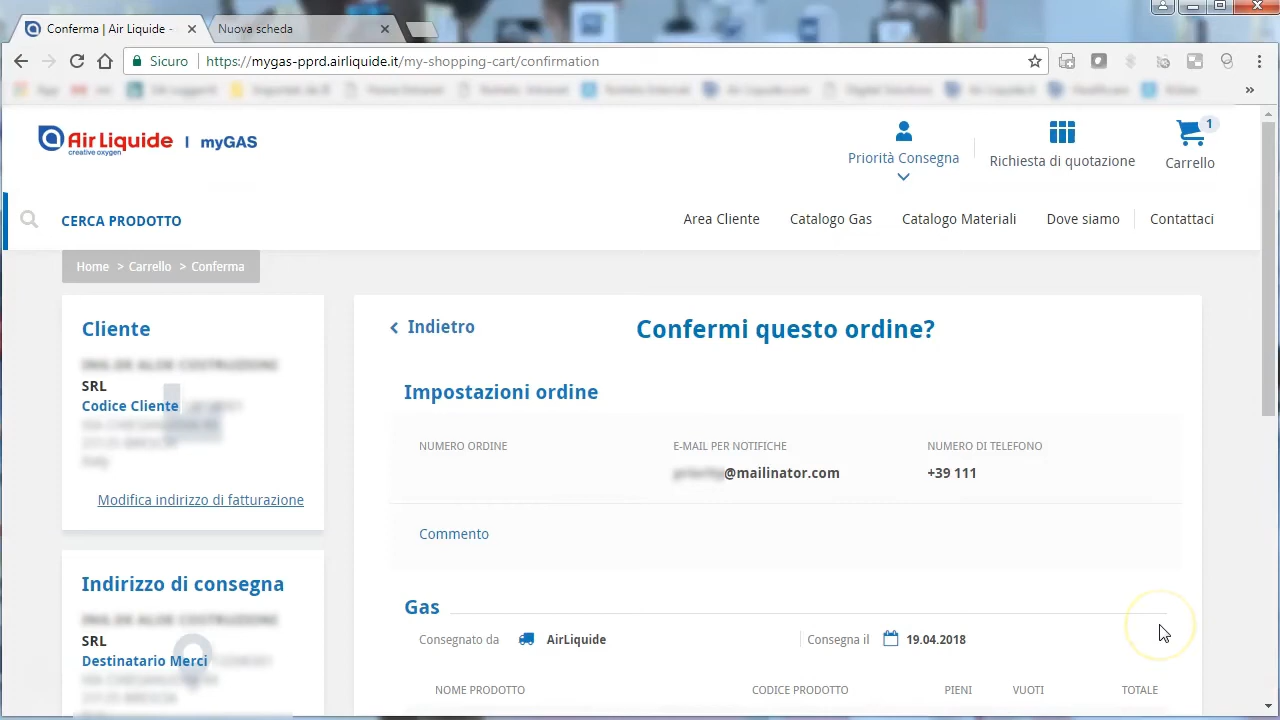 Conferma | Air Liquide -
Nuova scheda
Sicuro
https://mygas-pprd.airliquide.it/my-shopping-cart/confirmation
Air Liquide
creative oxygen
myGAS
Priorità Consegna
Richiesta di quotazione
1
Carrello
CERCA PRODOTTO
Area Cliente
Catalogo Gas
Catalogo Materiali
Dove siamo
Contattaci
Home > Carrello > Conferma
Cliente
SRL
Codice Cliente
Modifica indirizzo di fatturazione
Indirizzo di consegna
SRL
Destinatario Merci
Indietro
Confermi questo ordine?
Impostazioni ordine
NUMERO ORDINE
E-MAIL PER NOTIFICHE
NUMERO DI TELEFONO
@mailinator.com
+39 111
Commento
Gas
Consegnato da
AirLiquide
Consegna il
19.04.2018
NOME PRODOTTO
CODICE PRODOTTO
PIENI
VUOTI
TOTALE